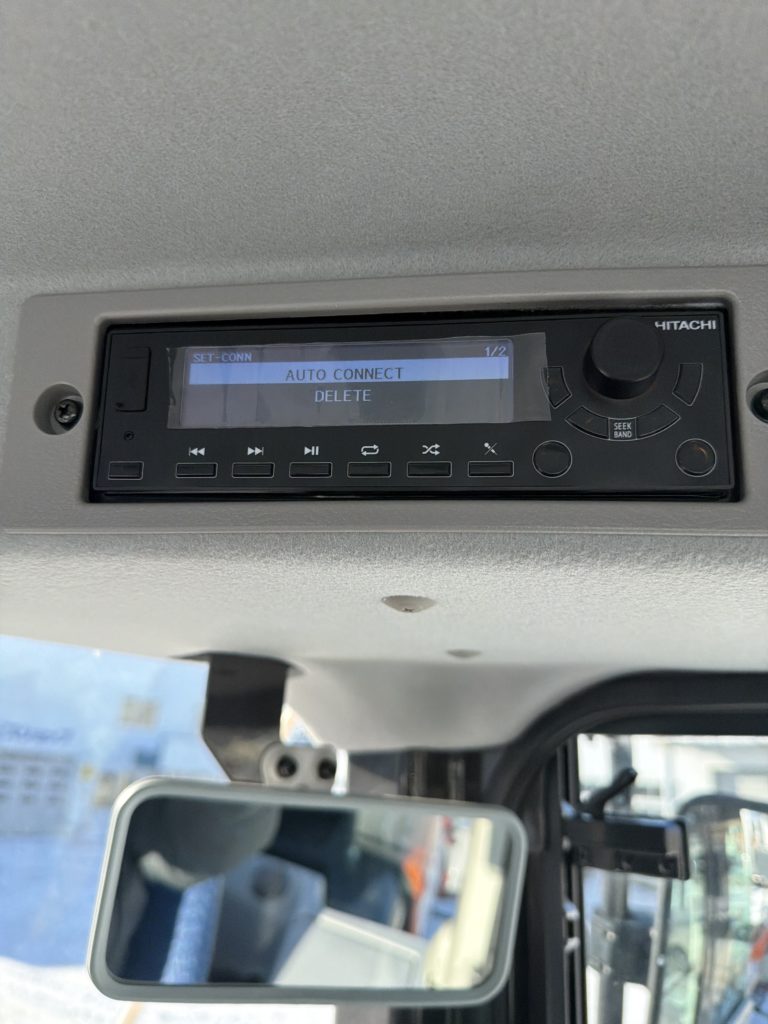 HITACHI
SET-CONN 1/2
AUTO CONNECT
DELETE
SEEK
BAND